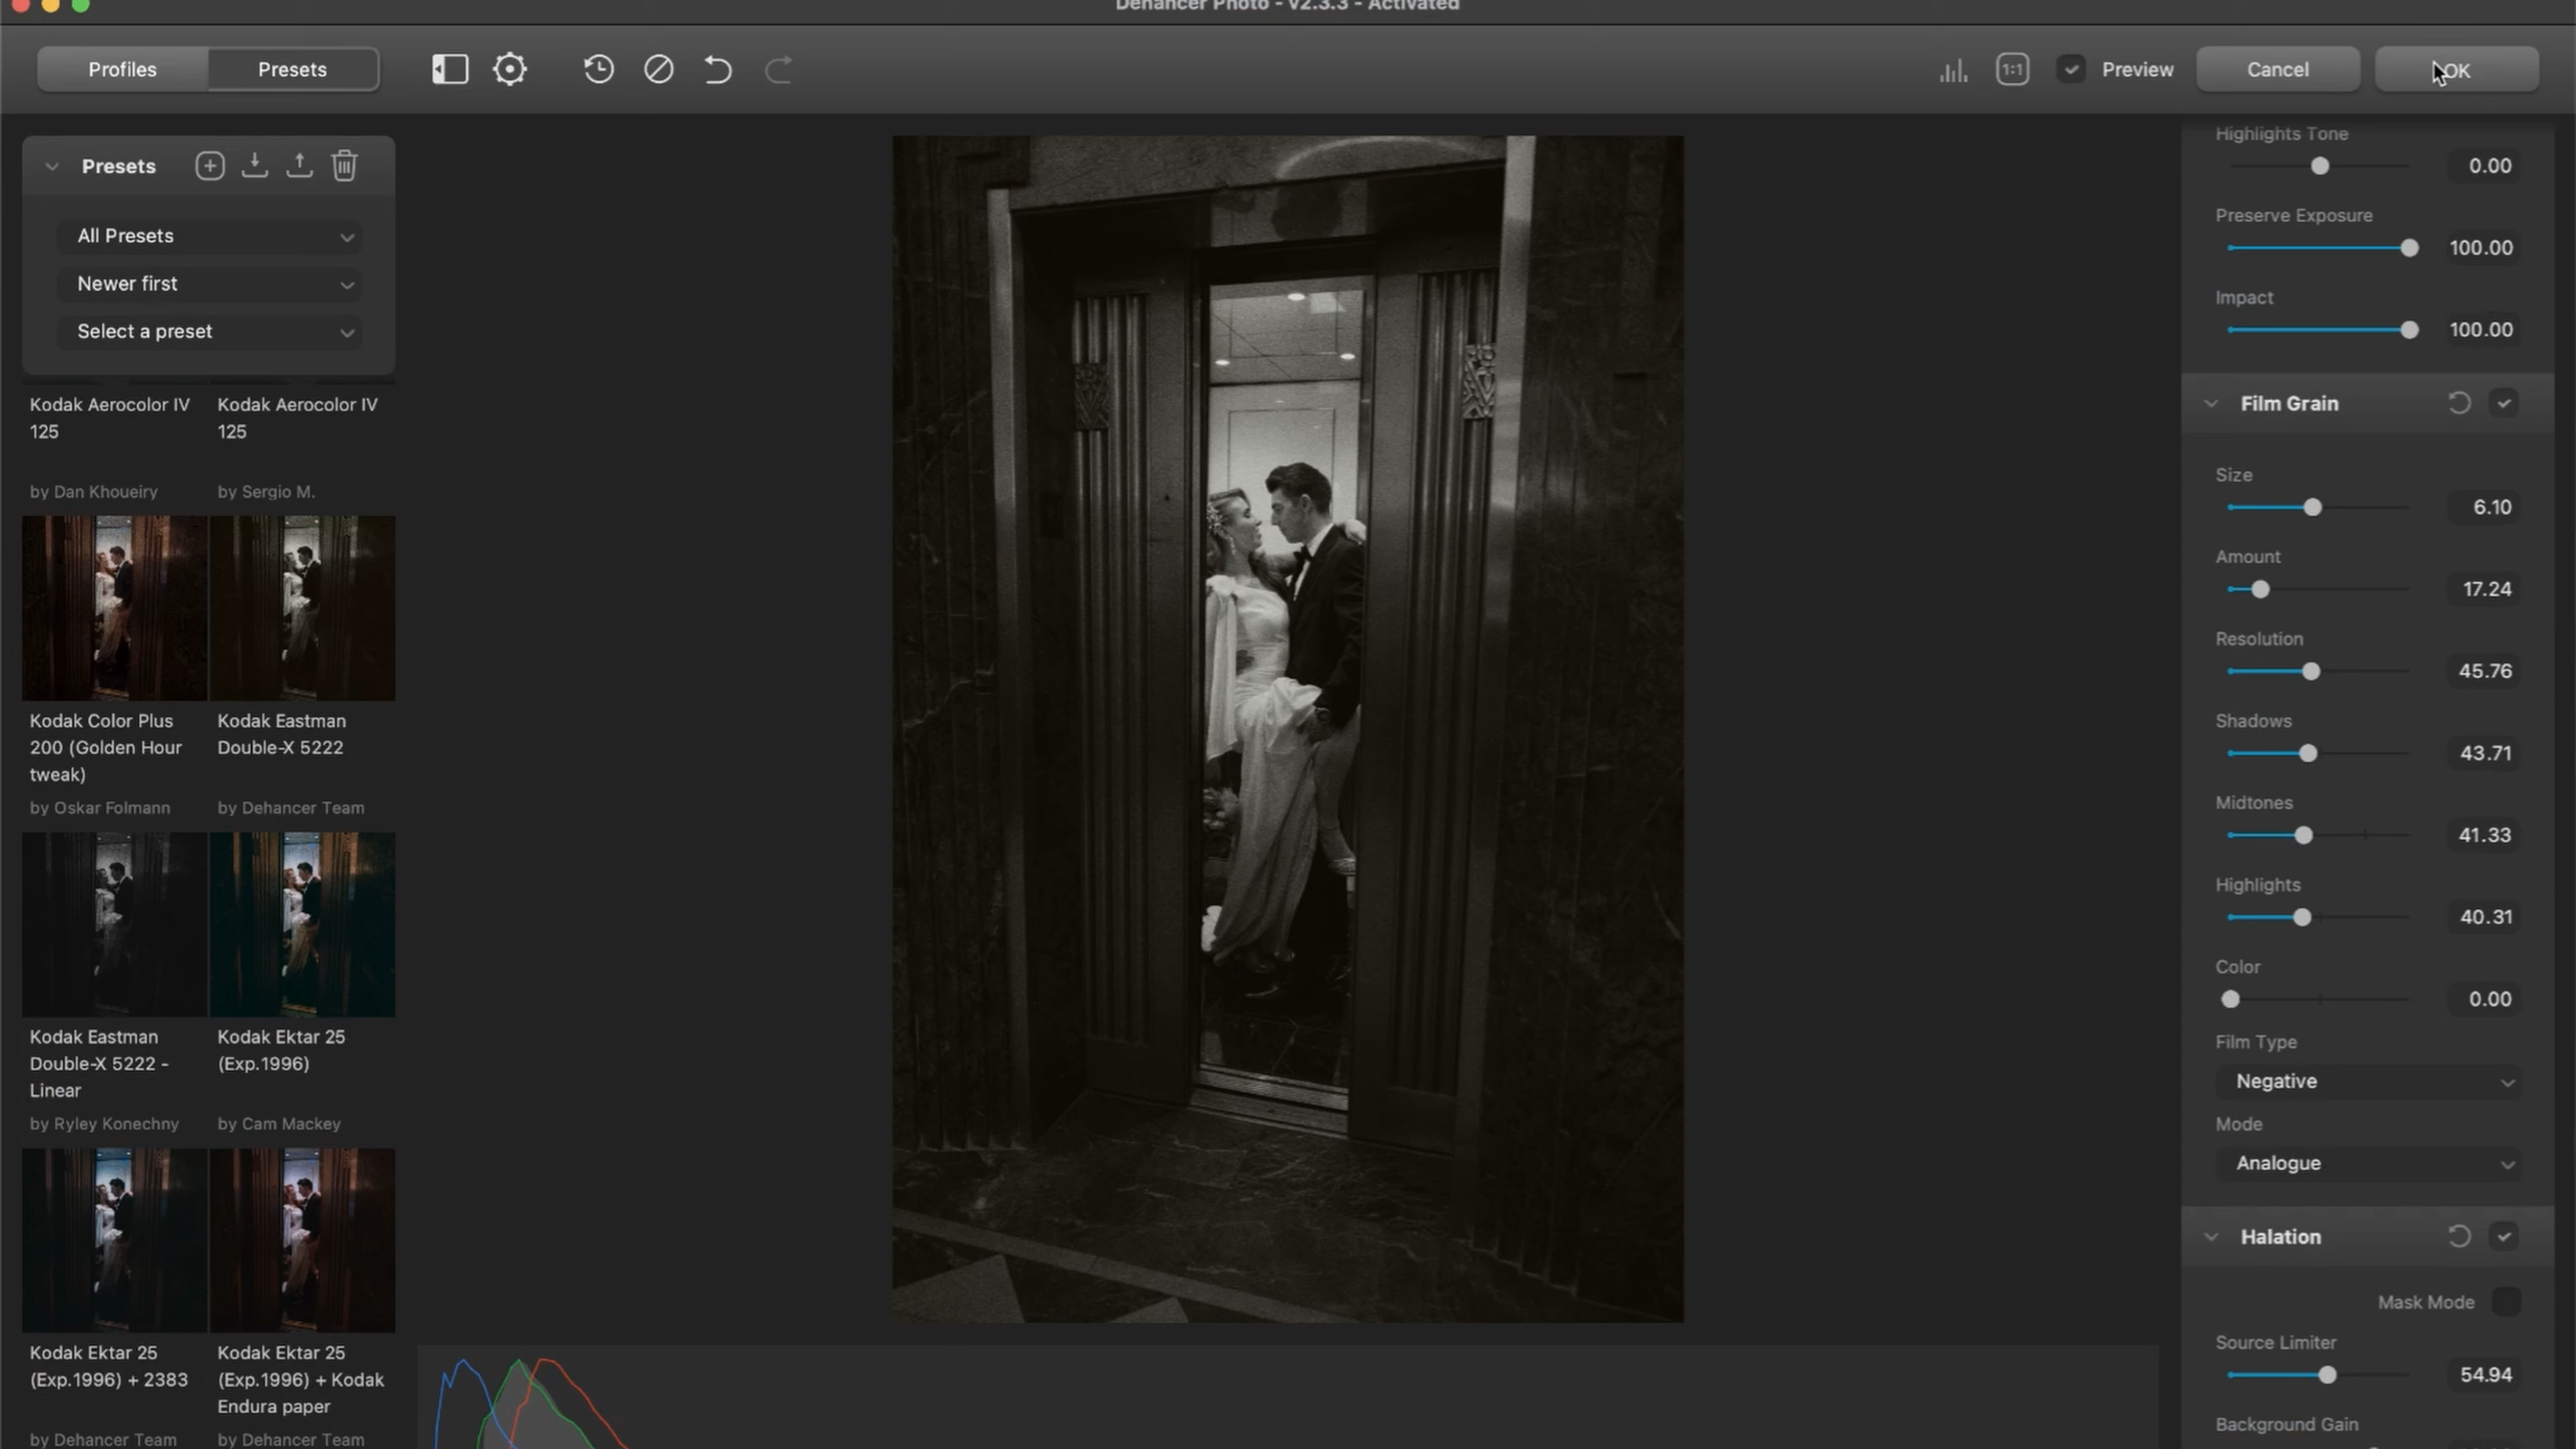 Dehancer Photo - v2.3.3 - Activated
Profiles
Presets
1:1
Preview
Cancel
OK
Presets
All Presets
Newer first
Select a preset
Kodak Aerocolor IV
125
by Dan Khoueiry
Kodak Aerocolor IV
125
by Sergio M.
Kodak Color Plus
200 (Golden Hour
tweak)
by Oskar Folmann
Kodak Eastman
Double-X 5222
by Dehancer Team
Kodak Eastman
Double-X 5222 -
Linear
by Ryley Konechny
Kodak Ektar 25
(Exp.1996)
by Cam Mackey
Kodak Ektar 25
(Exp.1996) + 2383
by Dehancer Team
Kodak Ektar 25
(Exp.1996) + Kodak
Endura paper
by Dehancer Team
Highlights Tone
0.00
Preserve Exposure
100.00
Impact
100.00
Film Grain
Size
6.10
Amount
17.24
Resolution
45.76
Shadows
43.71
Midtones
41.33
Highlights
40.31
Color
0.00
Film Type
Negative
Mode
Analogue
Halation
Mask Mode
Source Limiter
54.94
Background Gain